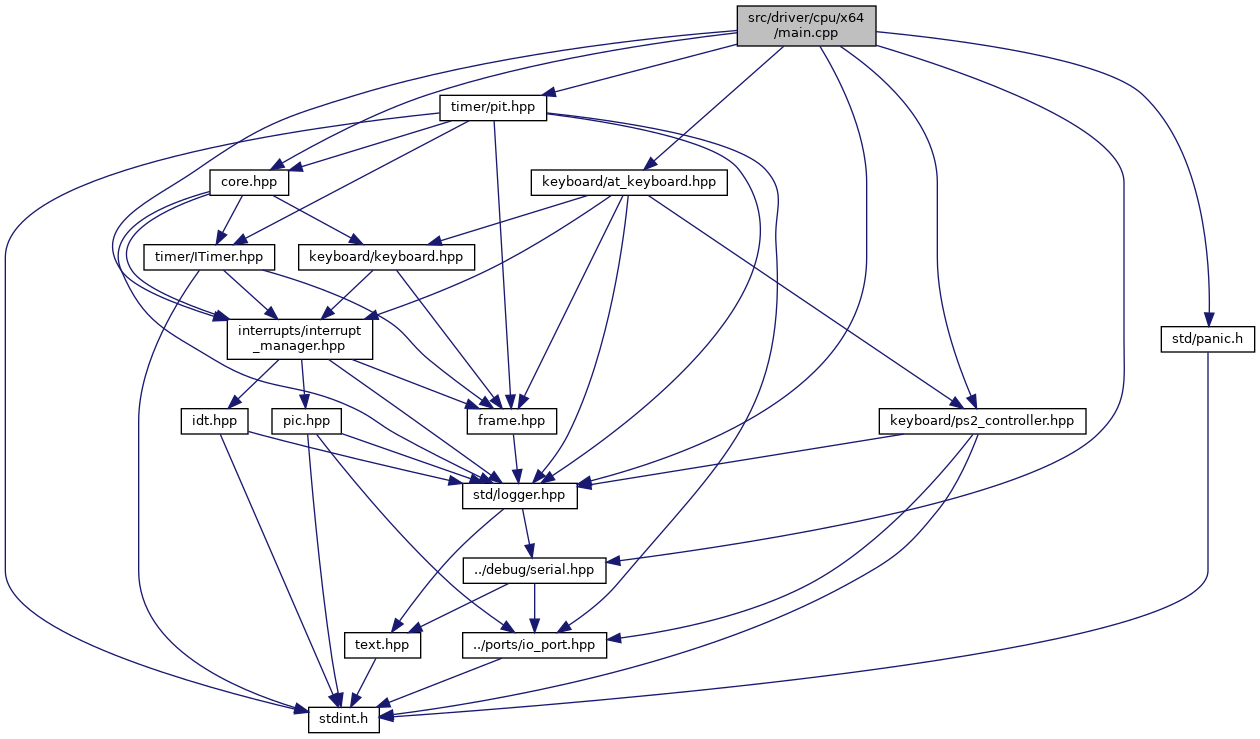 src/driver/cpu/x64
/main.cpp
timer/pit.hpp
core.hpp
keyboard/at_keyboard.hpp
timer/ITimer.hpp
keyboard/keyboard.hpp
interrupts/interrupt
_manager.hpp
std/panic.h
idt.hpp
pic.hpp
frame.hpp
keyboard/ps2_controller.hpp
std/logger.hpp
../debug/serial.hpp
text.hpp
../ports/io_port.hpp
stdint.h